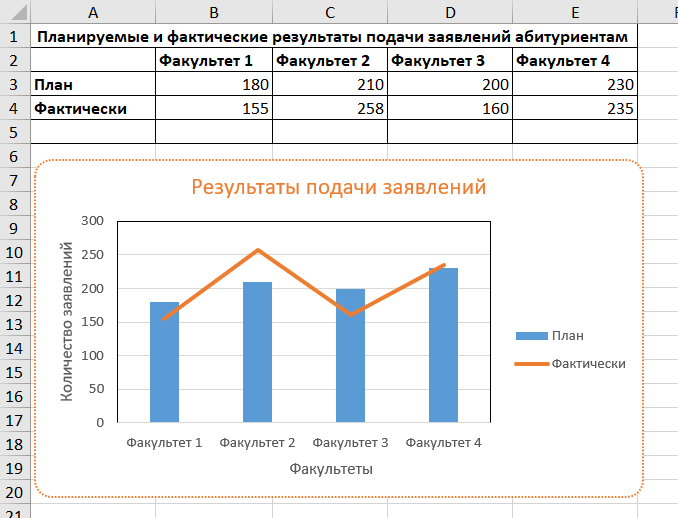 A B C D E F
1 Планируемые и фактические результаты подачи заявлений абитуриентам
2 Факультет 1 Факультет 2 Факультет 3 Факультет 4
3 План 180 210 200 230
4 Фактически 155 258 160 235
5
6
7
8
9
10
11
12
13
14
15
16
17
18
19
20
21
Результаты подачи заявлений
300
250
200
150
100
50
0
Количество заявлений
Факультет 1 Факультет 2 Факультет 3 Факультет 4
Факультеты
План
Фактически